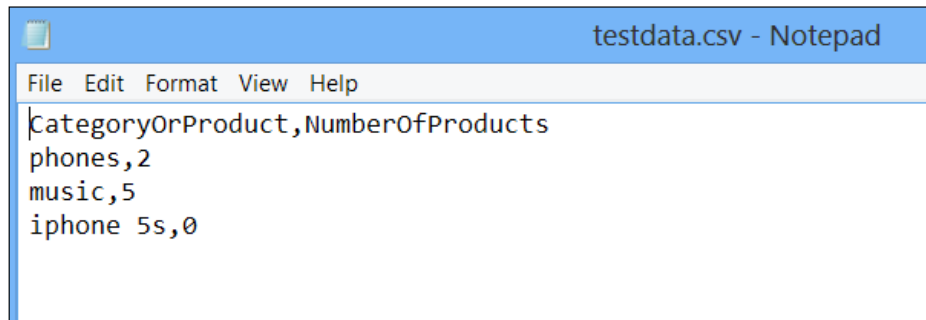 testdata.csv - Notepad
File Edit Format View Help
CategoryOrProduct,NumberOfProducts
phones,2
music,5
iphone 5s,0